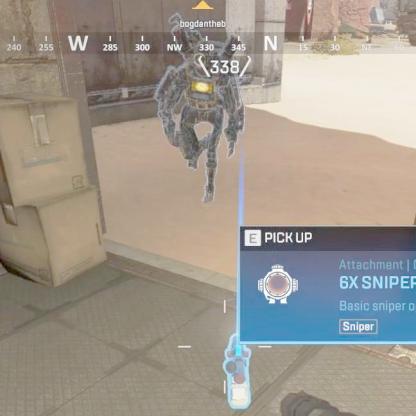 bogdantheb
240 255 W 285 300 NW 330 345 N 15 30 60
338
E PICK UP
Attachment |
6X SNIPER
Basic sniper o
Sniper